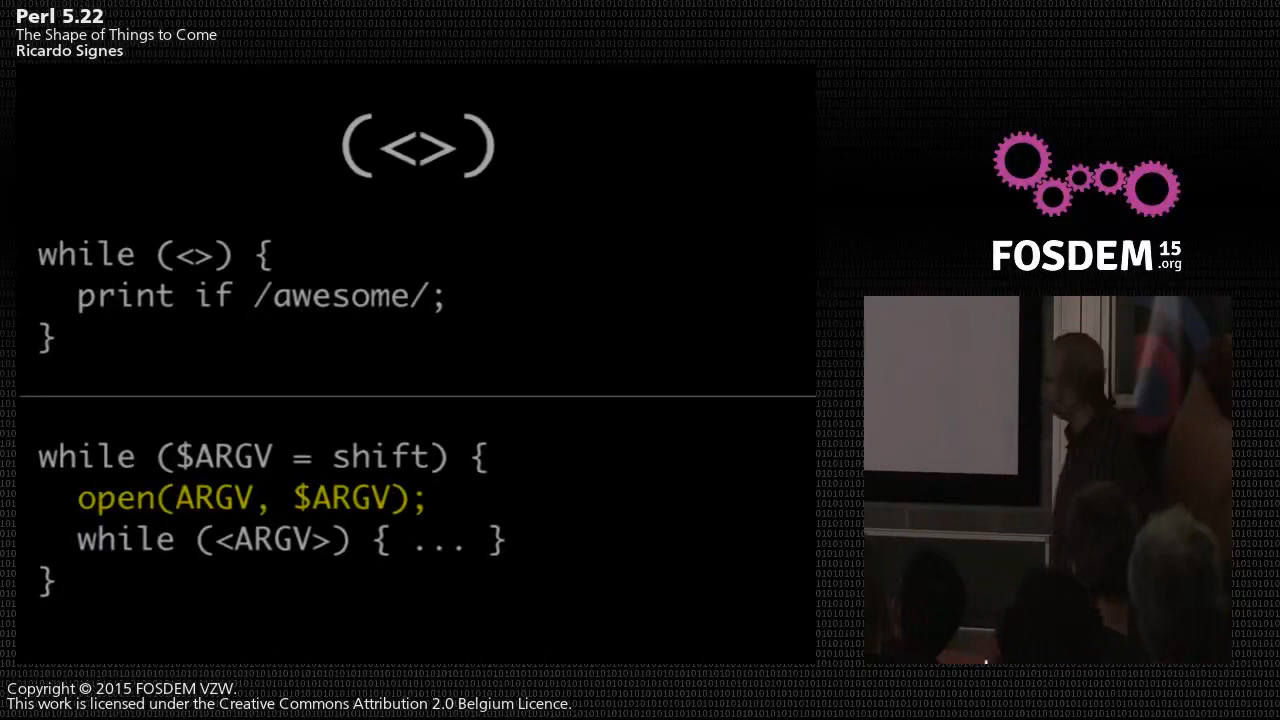 Perl 5.22
The Shape of Things to Come
Ricardo Signes
(<>)
while (<>) {
  print if /awesome/;
}
while ($ARGV = shift) {
  open(ARGV, $ARGV);
  while (<ARGV>) { ... }
}
FOSDEM 15
.org
Copyright © 2015 FOSDEM VZW.
This work is licensed under the Creative Commons Attribution 2.0 Belgium Licence.